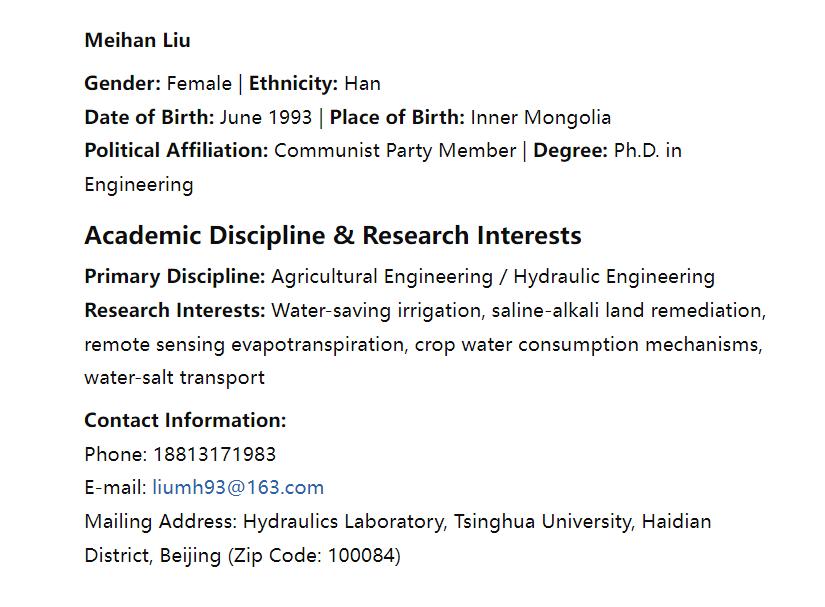 Meihan Liu
Gender: Female | Ethnicity: Han
Date of Birth: June 1993 | Place of Birth: Inner Mongolia
Political Affiliation: Communist Party Member | Degree: Ph.D. in
Engineering
Academic Discipline & Research Interests
Primary Discipline: Agricultural Engineering / Hydraulic Engineering
Research Interests: Water-saving irrigation, saline-alkali land remediation,
remote sensing evapotranspiration, crop water consumption mechanisms,
water-salt transport
Contact Information:
Phone: 18813171983
E-mail: liumh93@163.com
Mailing Address: Hydraulics Laboratory, Tsinghua University, Haidian
District, Beijing (Zip Code: 100084)